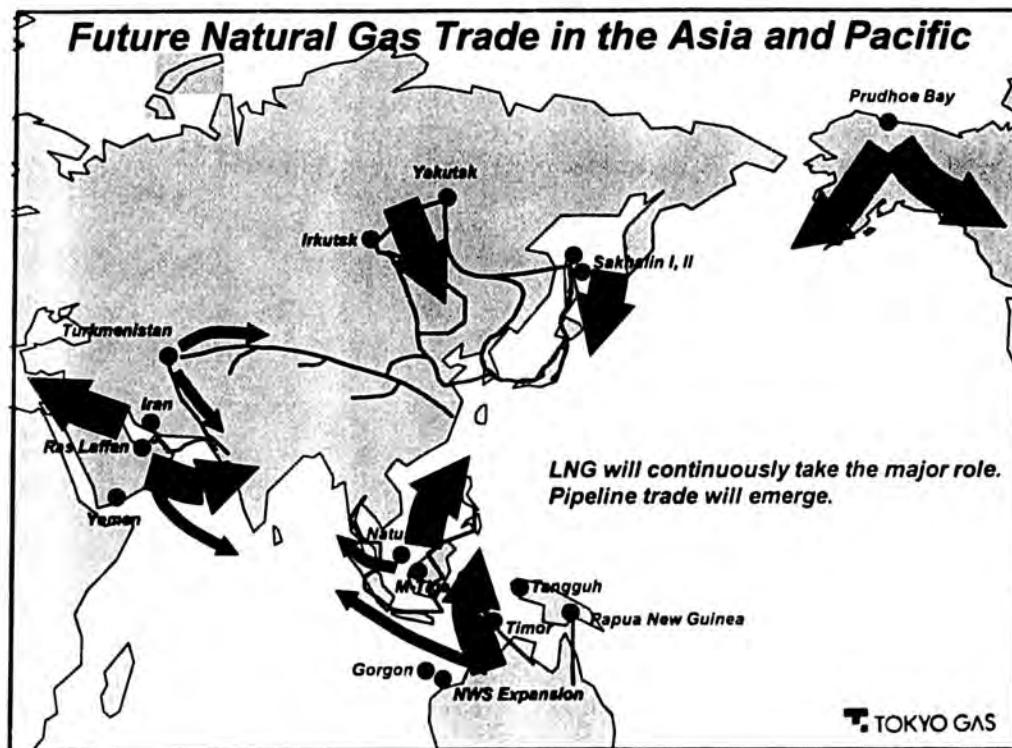 Future Natural Gas Trade in the Asia and Pacific
Prudhoe Bay
Yakutsk
Irkutsk
Sakhalin I, II
Turkmenistan
Iran
Ras Laffan
LNG will continuously take the major role.
Pipeline trade will emerge.
Yemen
Natu
Tangguh
Papua New Guinea
Timor
Gorgon
NWS Expansion
TOKYO GAS